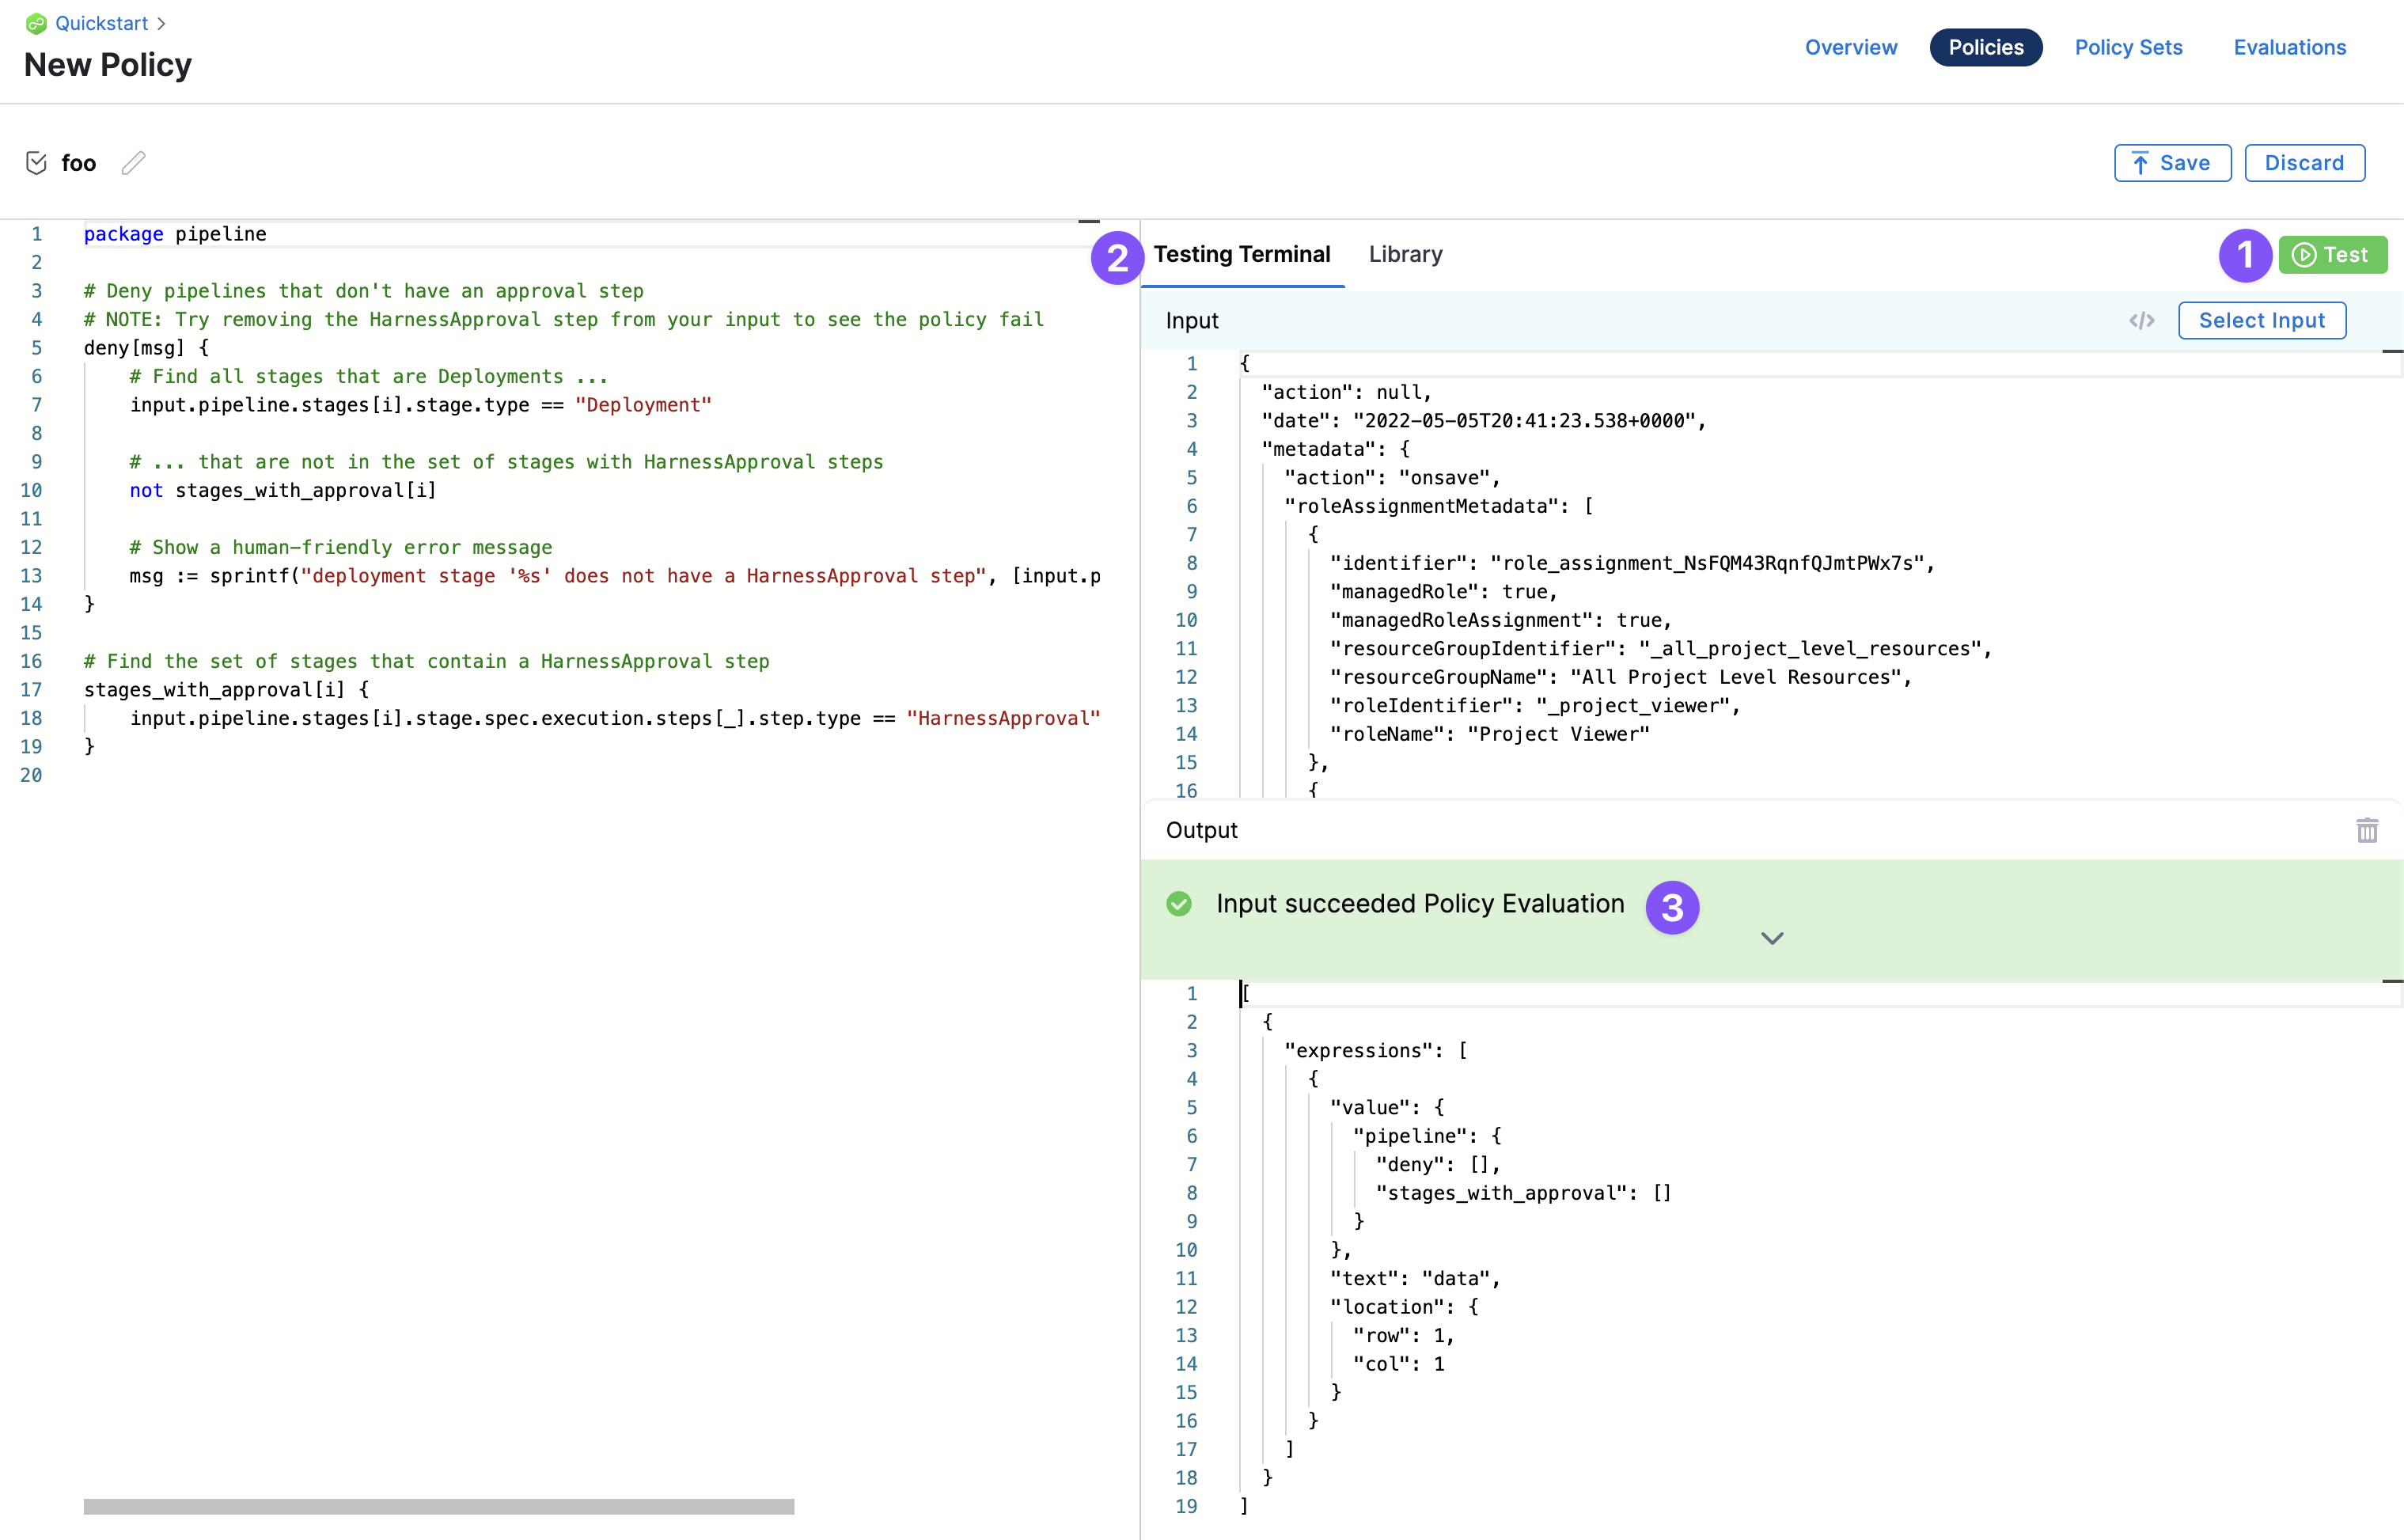 Quickstart >
New Policy
Overview Policies Policy Sets Evaluations
foo
Save Discard
1 package pipeline
2
3 # Deny pipelines that don't have an approval step
4 # NOTE: Try removing the HarnessApproval step from your input to see the policy fail
5 deny[msg] {
6 # Find all stages that are Deployments ...
7 input.pipeline.stages[i].stage.type == "Deployment"
8
9 # ... that are not in the set of stages with HarnessApproval steps
10 not stages_with_approval[i]
11
12 # Show a human-friendly error message
13 msg := sprintf("deployment stage '%s' does not have a HarnessApproval step", [input.p
14 }
15
16 # Find the set of stages that contain a HarnessApproval step
17 stages_with_approval[i] {
18 input.pipeline.stages[i].stage.spec.execution.steps[_].step.type == "HarnessApproval"
19 }
20
2 Testing Terminal Library 1 Test
Input </> Select Input
1 {
2 "action": null,
3 "date": "2022-05-05T20:41:23.538+0000",
4 "metadata": {
5 "action": "onsave",
6 "roleAssignmentMetadata": [
7 {
8 "identifier": "role_assignment_NsFQM43RqnfQJmtPWx7s",
9 "managedRole": true,
10 "managedRoleAssignment": true,
11 "resourceGroupIdentifier": "_all_project_level_resources",
12 "resourceGroupName": "All Project Level Resources",
13 "roleIdentifier": "_project_viewer",
14 "roleName": "Project Viewer"
15 },
16 {
Output
Input succeeded Policy Evaluation 3
1 [
2 {
3 "expressions": [
4 {
5 "value": {
6 "pipeline": {
7 "deny": [],
8 "stages_with_approval": []
9 }
10 },
11 "text": "data",
12 "location": {
13 "row": 1,
14 "col": 1
15 }
16 }
17 ]
18 }
19 ]